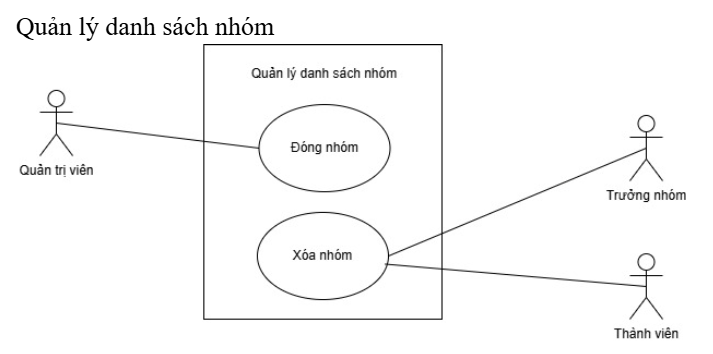 Quản lý danh sách nhóm
Quản lý danh sách nhóm
Đóng nhóm
Quản trị viên
Trưởng nhóm
Xóa nhóm
Thành viên